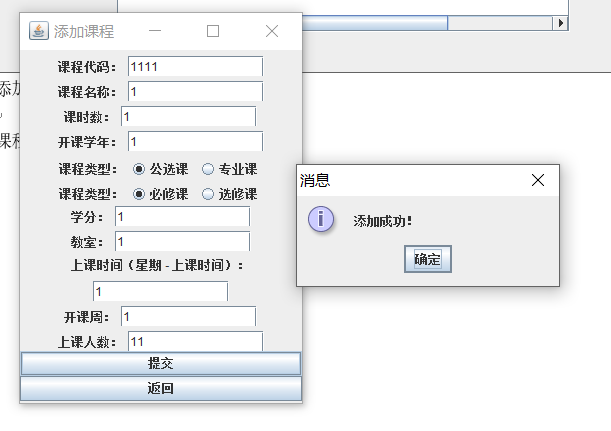 添加课程
课程代码： 1111
课程名称： 1
课时数： 1
开课学年： 1
课程类型： 公选课 专业课
课程类型： 必修课 选修课
学分： 1
教室： 1
上课时间（星期-上课时间）：
1
开课周： 1
上课人数： 11
提交
返回
消息
添加成功！
确定
添加
课程